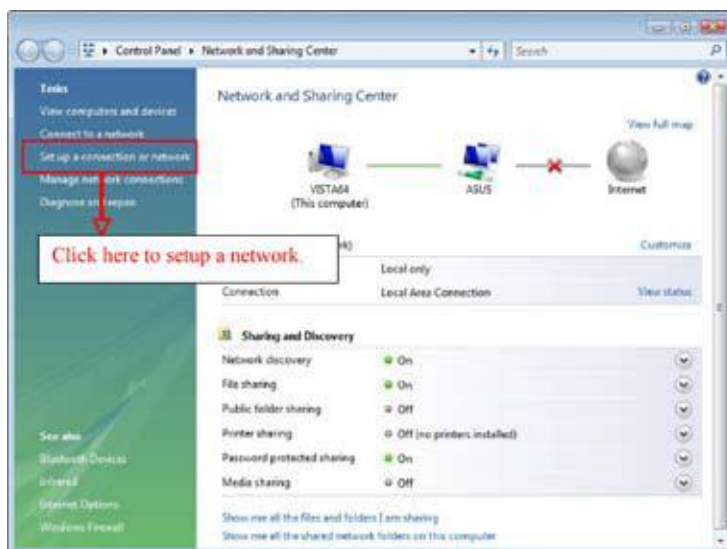 Control Panel ▸ Network and Sharing Center
Search
Tasks
View computers and devices
Connect to a network
Set up a connection or network
Manage network connections
Diagnose and repair
Click here to setup a network.
See also
Bluetooth Devices
Infrared
Internet Options
Windows Firewall
Network and Sharing Center
View full map
VISTA64
(This computer)
ASUS
Internet
Customize
Local only
Connection Local Area Connection View status
Sharing and Discovery
Network discovery On
File sharing On
Public folder sharing Off
Printer sharing Off (no printers installed)
Password protected sharing On
Media sharing Off
Show me all the files and folders I am sharing
Show me all the shared network folders on this computer